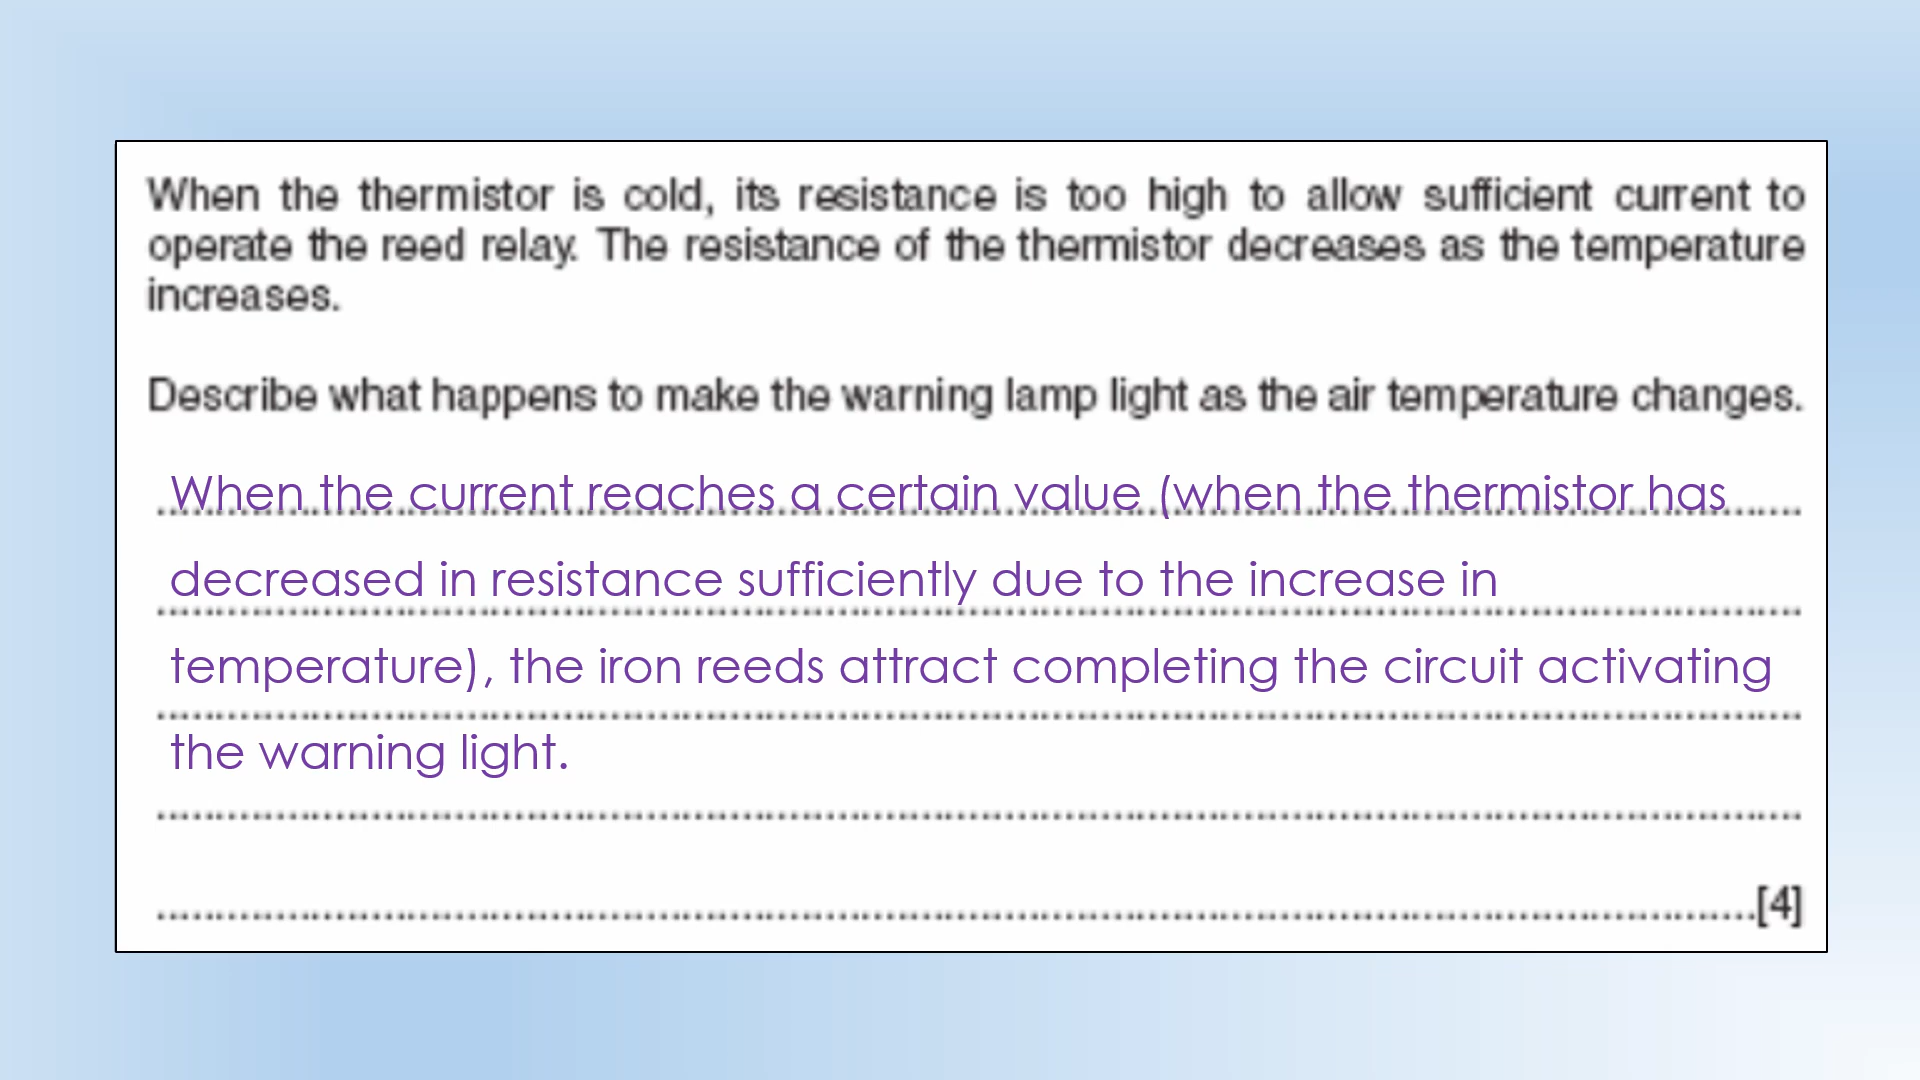 When the thermistor is cold, its resistance is too high to allow sufficient current to
operate the reed relay. The resistance of the thermistor decreases as the temperature
increases.
Describe what happens to make the warning lamp light as the air temperature changes.
When the current reaches a certain value (when the thermistor has
decreased in resistance sufficiently due to the increase in
temperature), the iron reeds attract completing the circuit activating
the warning light.
[4]